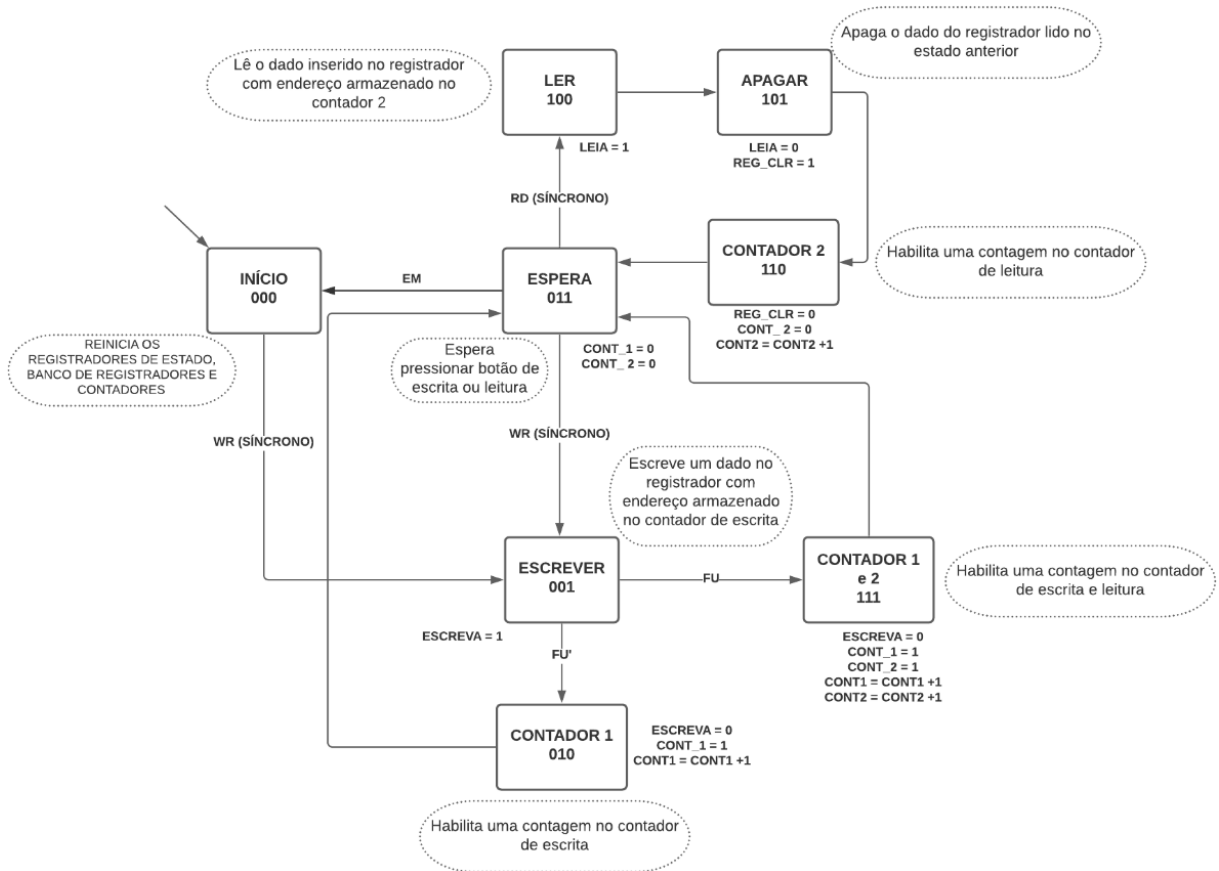 Lê o dado inserido no registrador
com endereço armazenado no
contador 2
LER
100
LEIA = 1
APAGAR
101
LEIA = 0
REG_CLR = 1
Apaga o dado do registrador lido no
estado anterior
RD (SÍNCRONO)
INÍCIO
000
REINICIA OS
REGISTRADORES DE ESTADO,
BANCO DE REGISTRADORES E
CONTADORES
EM
ESPERA
011
Espera
pressionar botão de
escrita ou leitura
CONT_1 = 0
CONT_ 2 = 0
CONTADOR 2
110
REG_CLR = 0
CONT_ 2 = 0
CONT2 = CONT2 +1
Habilita uma contagem no contador
de leitura
WR (SÍNCRONO)
WR (SÍNCRONO)
Escreve um dado no
registrador com
endereço armazenado
no contador de escrita
ESCREVER
001
ESCREVA = 1
FU
FU'
CONTADOR 1
e 2
111
ESCREVA = 0
CONT_1 = 1
CONT_2 = 1
CONT1 = CONT1 +1
CONT2 = CONT2 +1
Habilita uma contagem no contador
de escrita e leitura
CONTADOR 1
010
ESCREVA = 0
CONT_1 = 1
CONT1 = CONT1 +1
Habilita uma contagem no contador
de escrita